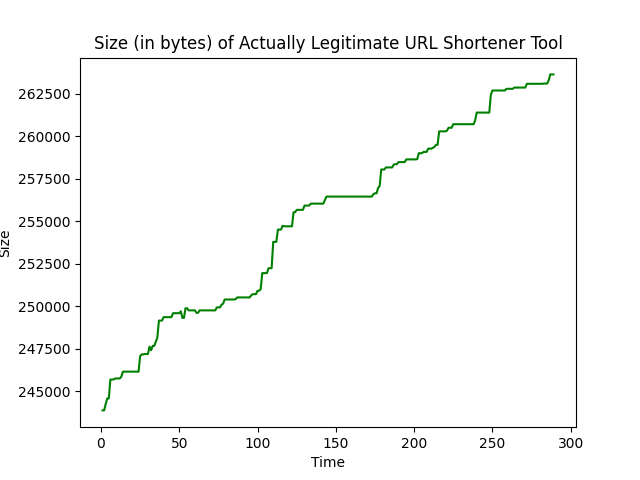 Size (in bytes) of Actually Legitimate URL Shortener Tool
262500
260000
257500
255000
252500
250000
247500
245000
Size
0 50 100 150 200 250 300
Time